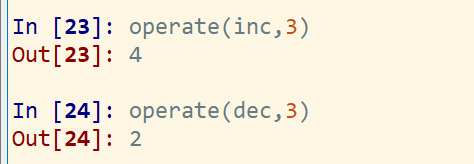 In [23]: operate(inc,3)
Out[23]: 4
In [24]: operate(dec,3)
Out[24]: 2